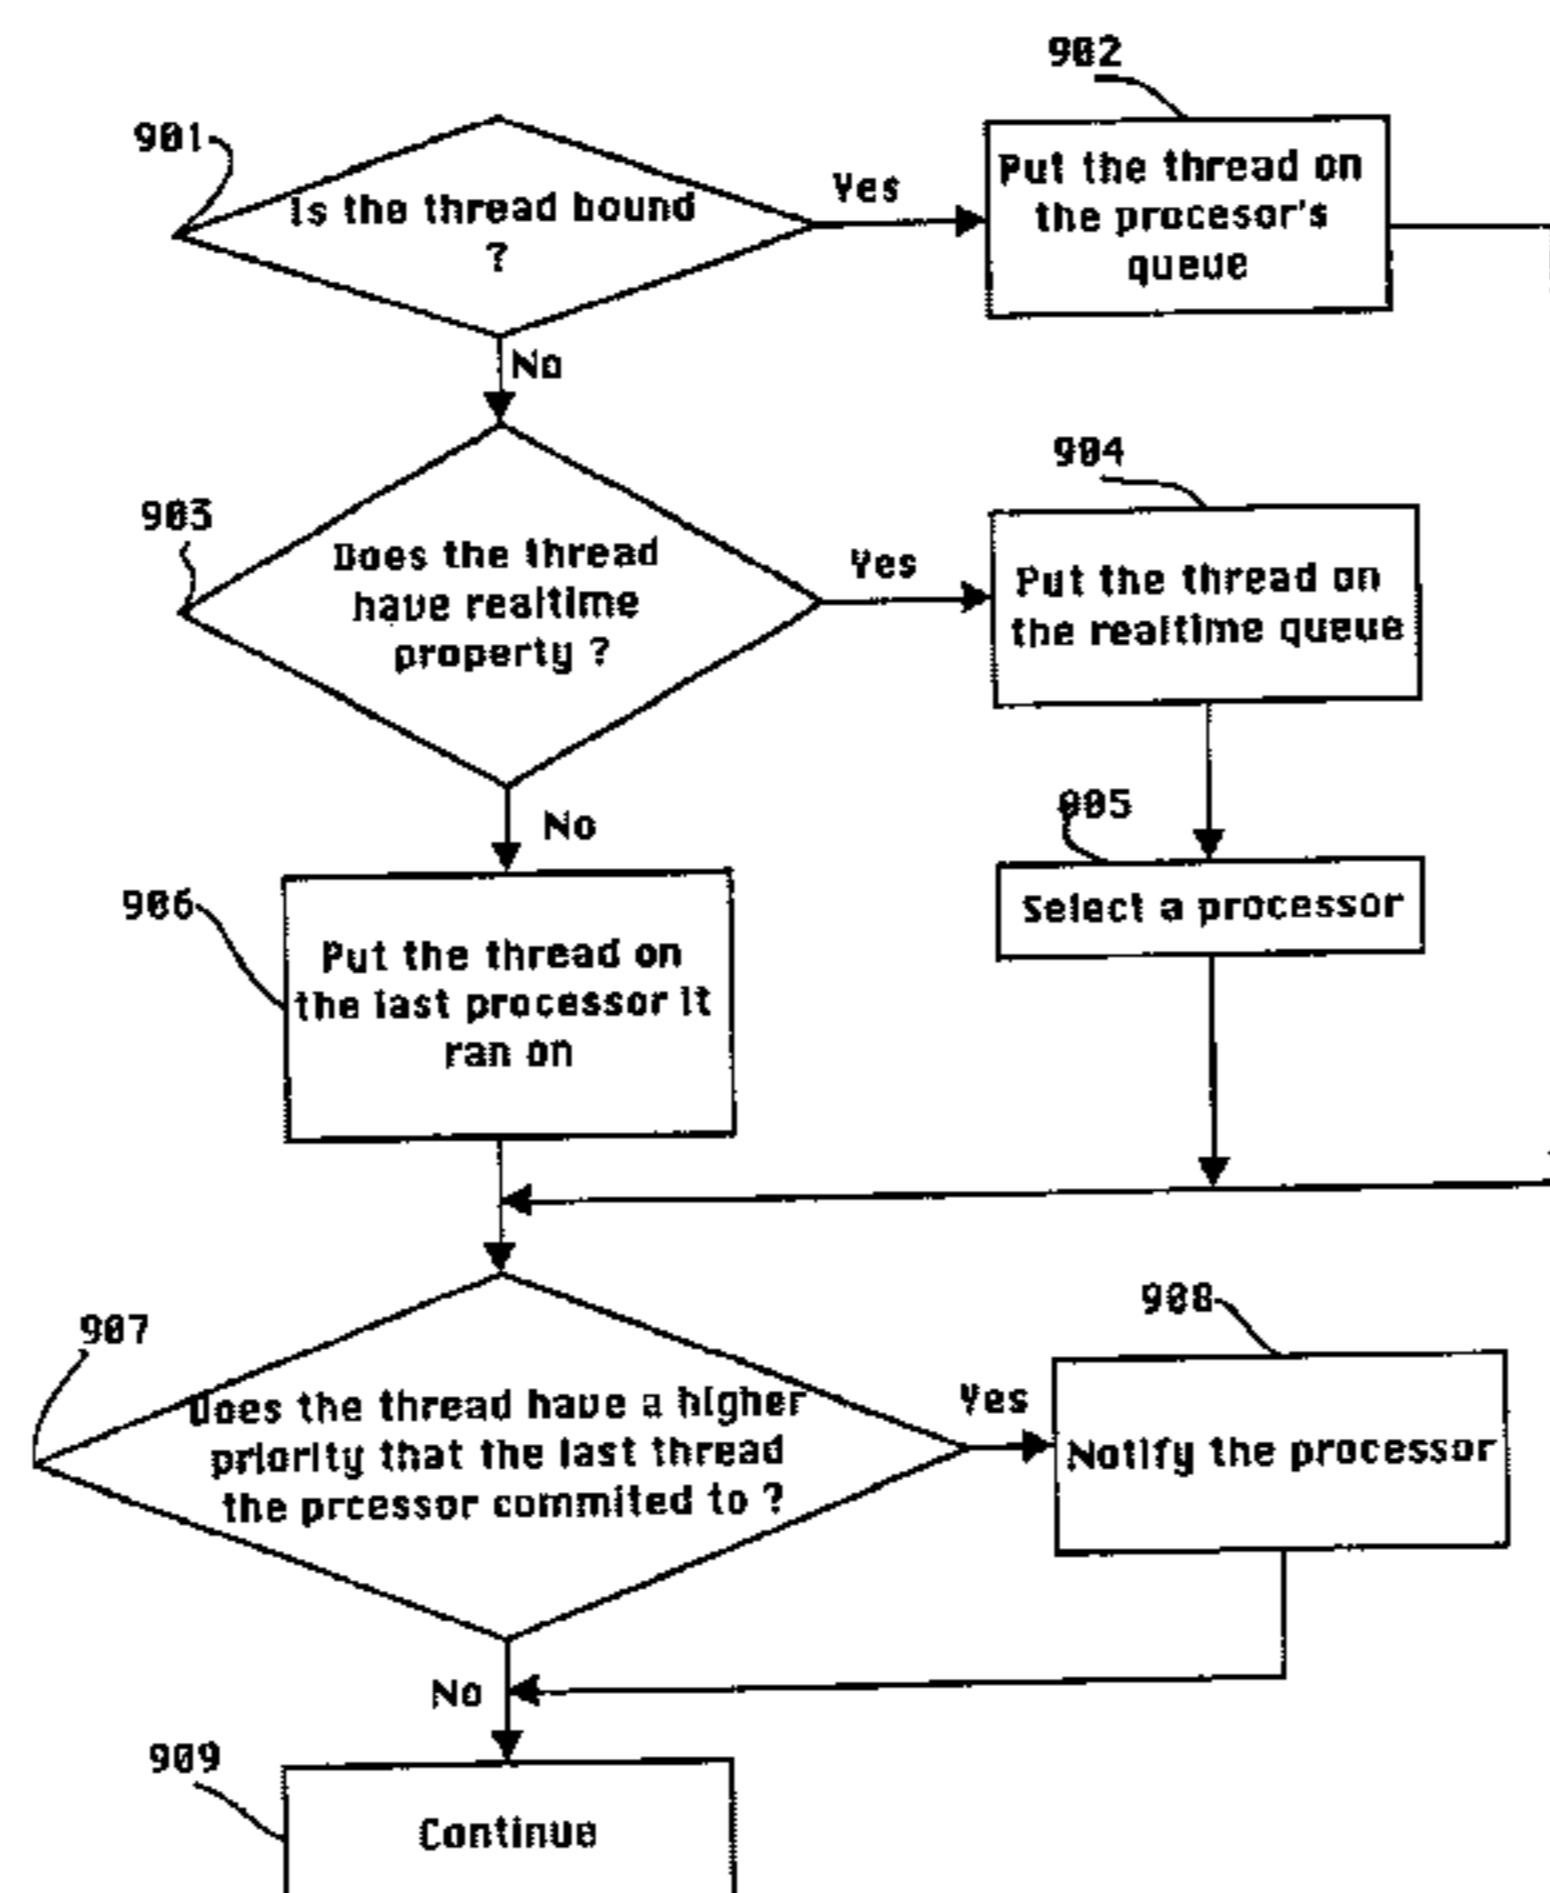 902
901
Is the thread bound
?
Yes
Put the thread on
the procesor's
queue
No
903
Does the thread
have realtime
property ?
Yes
904
Put the thread on
the realtime queue
No
905
Select a processor
906
Put the thread on
the last processor it
ran on
907
Does the thread have a higher
priority that the last thread
the prcessor commited to ?
Yes
908
Notify the processor
No
909
Continue